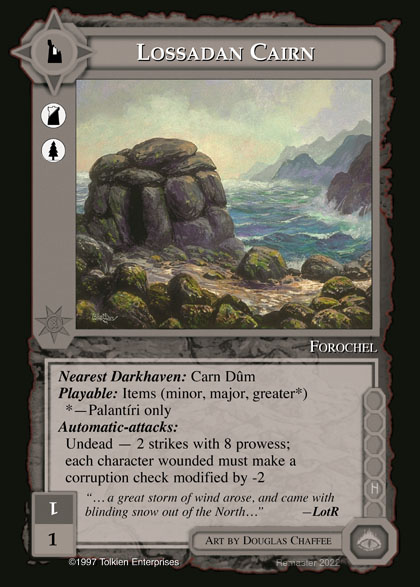 Lossadan Cairn
Forochel
Nearest Darkhaven: Carn Dûm
Playable: Items (minor, major, greater*)
*—Palantíri only
Automatic-attacks:
Undead — 2 strikes with 8 prowess;
each character wounded must make a
corruption check modified by -2
“… a great storm of wind arose, and came with
blinding snow out of the North…” —LotR
H
1
1
Art by Douglas Chaffee
©1997 Tolkien Enterprises
Remaster 2022